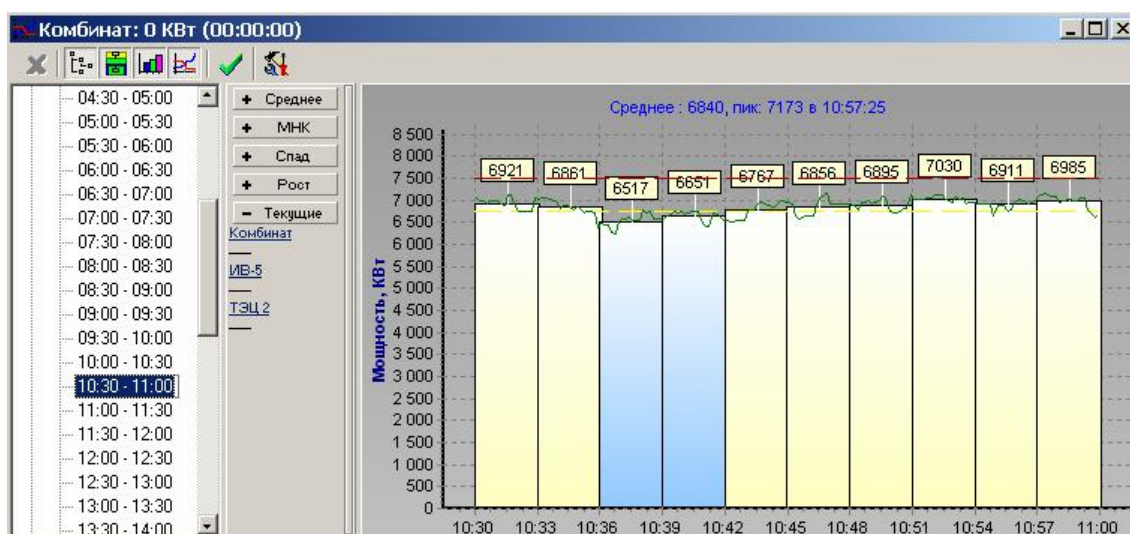 Комбинат: 0 КВт (00:00:00)
04:30 - 05:00
05:00 - 05:30
05:30 - 06:00
06:00 - 06:30
06:30 - 07:00
07:00 - 07:30
07:30 - 08:00
08:00 - 08:30
08:30 - 09:00
09:00 - 09:30
09:30 - 10:00
10:00 - 10:30
10:30 - 11:00
11:00 - 11:30
11:30 - 12:00
12:00 - 12:30
12:30 - 13:00
13:00 - 13:30
13:30 - 14:00
+ Среднее
+ МНК
+ Спад
+ Рост
- Текущие
Комбинат
ИВ-5
ТЭЦ 2
Среднее : 6840, пик: 7173 в 10:57:25
Мощность, КВт
8 500
8 000
7 500
7 000
6 500
6 000
5 500
5 000
4 500
4 000
3 500
3 000
2 500
2 000
1 500
1 000
500
0
6921 6861 6517 6651 6767 6856 6895 7030 6911 6985
10:30 10:33 10:36 10:39 10:42 10:45 10:48 10:51 10:54 10:57 11:00